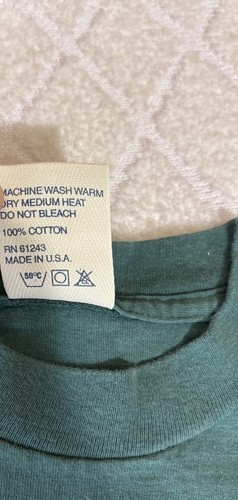 MACHINE WASH WARM
DRY MEDIUM HEAT
DO NOT BLEACH
100% COTTON
RN 61243
MADE IN U.S.A.
50°C